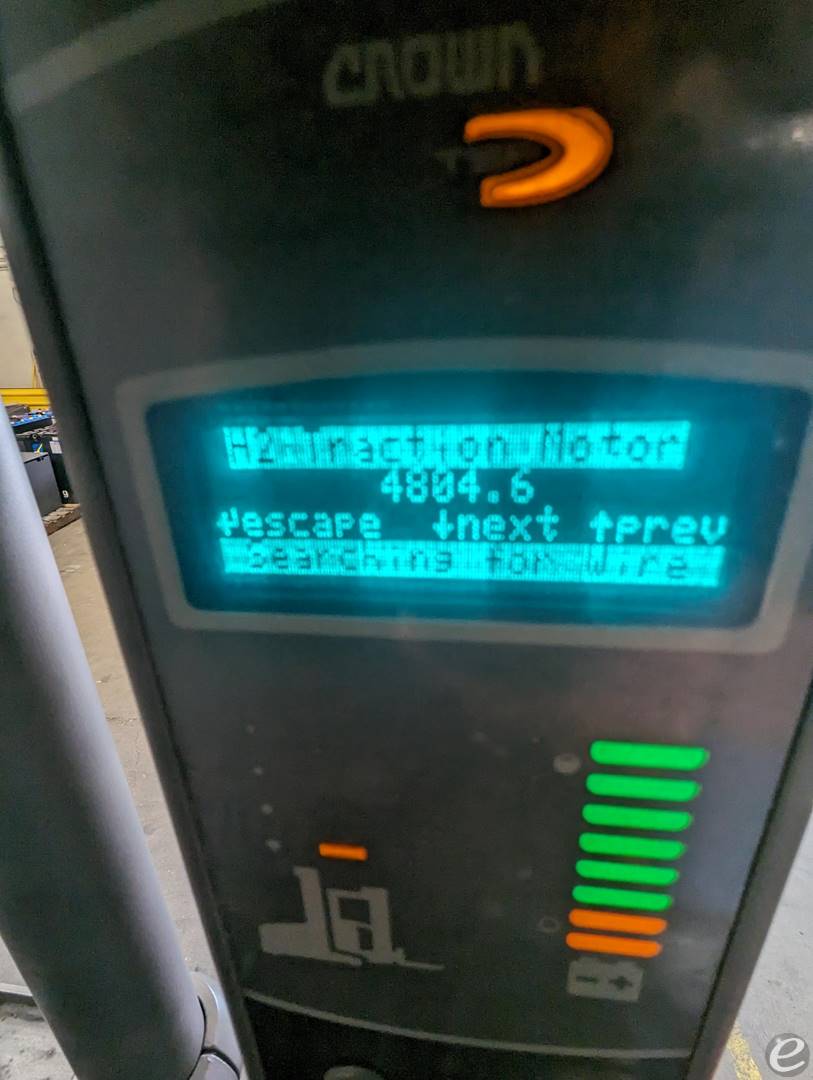 CROWN
H2 Traction Motor
4804.6
↲escape ↓next ↑prev
Searching for Wire
- +
e